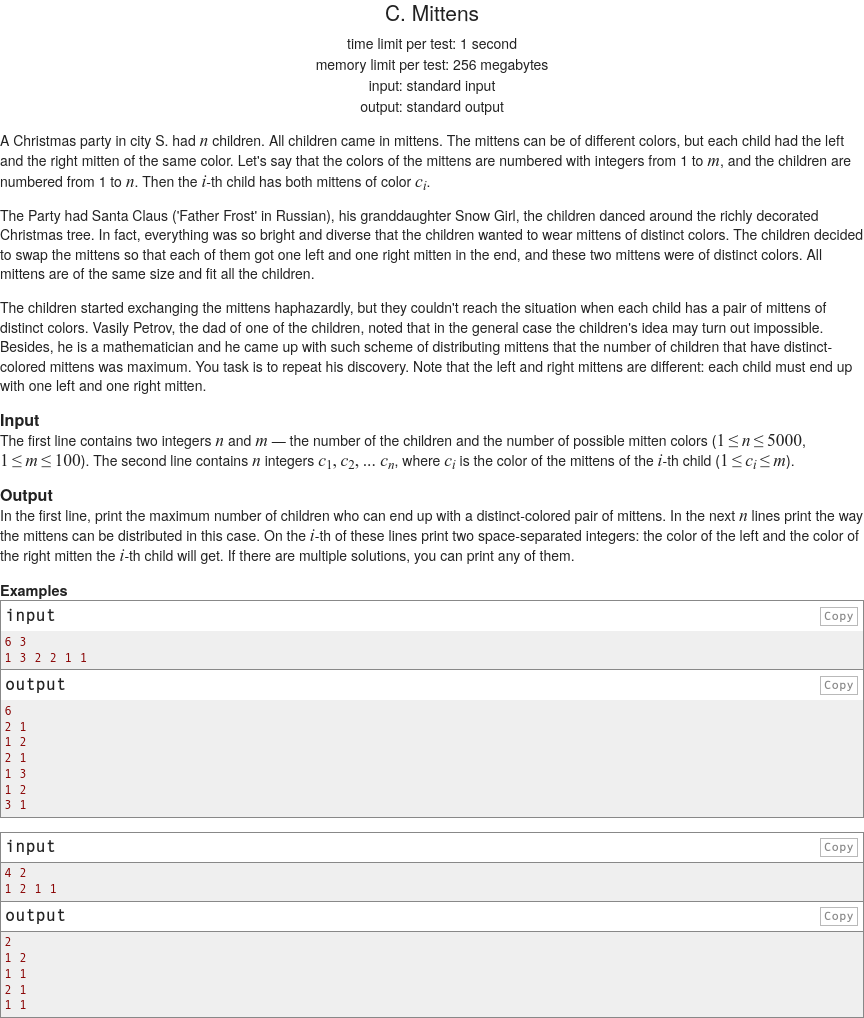 C. Mittens
time limit per test: 1 second
memory limit per test: 256 megabytes
input: standard input
output: standard output
A Christmas party in city S. had n children. All children came in mittens. The mittens can be of different colors, but each child had the left
and the right mitten of the same color. Let's say that the colors of the mittens are numbered with integers from 1 to m, and the children are
numbered from 1 to n. Then the i-th child has both mittens of color c_i.
The Party had Santa Claus ('Father Frost' in Russian), his granddaughter Snow Girl, the children danced around the richly decorated
Christmas tree. In fact, everything was so bright and diverse that the children wanted to wear mittens of distinct colors. The children decided
to swap the mittens so that each of them got one left and one right mitten in the end, and these two mittens were of distinct colors. All
mittens are of the same size and fit all the children.
The children started exchanging the mittens haphazardly, but they couldn't reach the situation when each child has a pair of mittens of
distinct colors. Vasily Petrov, the dad of one of the children, noted that in the general case the children's idea may turn out impossible.
Besides, he is a mathematician and he came up with such scheme of distributing mittens that the number of children that have distinct-
colored mittens was maximum. You task is to repeat his discovery. Note that the left and right mittens are different: each child must end up
with one left and one right mitten.
Input
The first line contains two integers n and m — the number of the children and the number of possible mitten colors (1 ≤ n ≤ 5000,
1 ≤ m ≤ 100). The second line contains n integers c_1, c_2, ... c_n, where c_i is the color of the mittens of the i-th child (1 ≤ c_i ≤ m).
Output
In the first line, print the maximum number of children who can end up with a distinct-colored pair of mittens. In the next n lines print the way
the mittens can be distributed in this case. On the i-th of these lines print two space-separated integers: the color of the left and the color of
the right mitten the i-th child will get. If there are multiple solutions, you can print any of them.
Examples
input Copy
6 3
1 3 2 2 1 1
output Copy
6
2 1
1 2
2 1
1 3
1 2
3 1
input Copy
4 2
1 2 1 1
output Copy
2
1 2
1 1
2 1
1 1